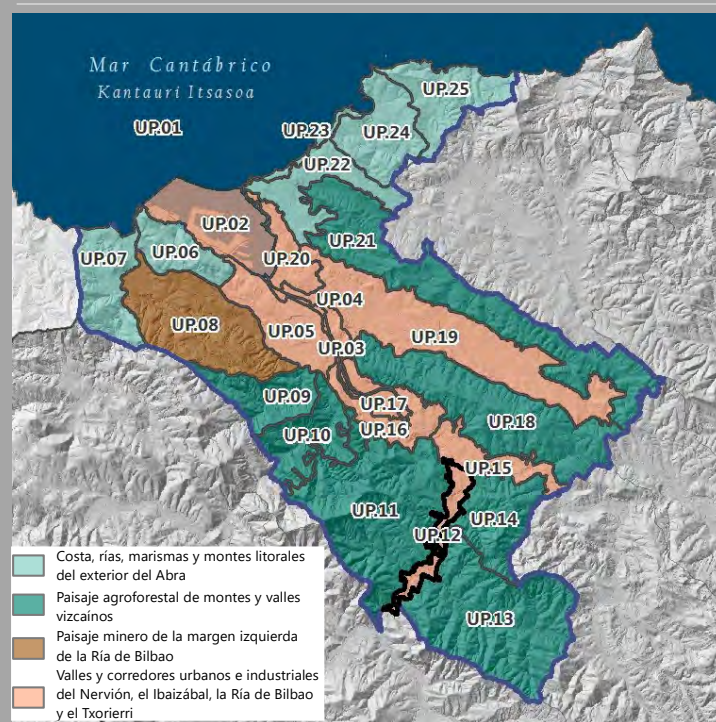 Mar Cantábrico
Kantauri Itsasoa
UP.01
UP.25
UP.23
UP.24
UP.22
UP.02
UP.21
UP.07
UP.06
UP.20
UP.04
UP.08
UP.05
UP.19
UP.03
UP.09
UP.17
UP.18
UP.16
UP.10
UP.15
UP.11
UP.14
UP.12
UP.13
Costa, rías, marismas y montes litorales
del exterior del Abra
Paisaje agroforestal de montes y valles
vizcaínos
Paisaje minero de la margen izquierda
de la Ría de Bilbao
Valles y corredores urbanos e industriales
del Nervión, el Ibaizábal, la Ría de Bilbao
y el Txorierri